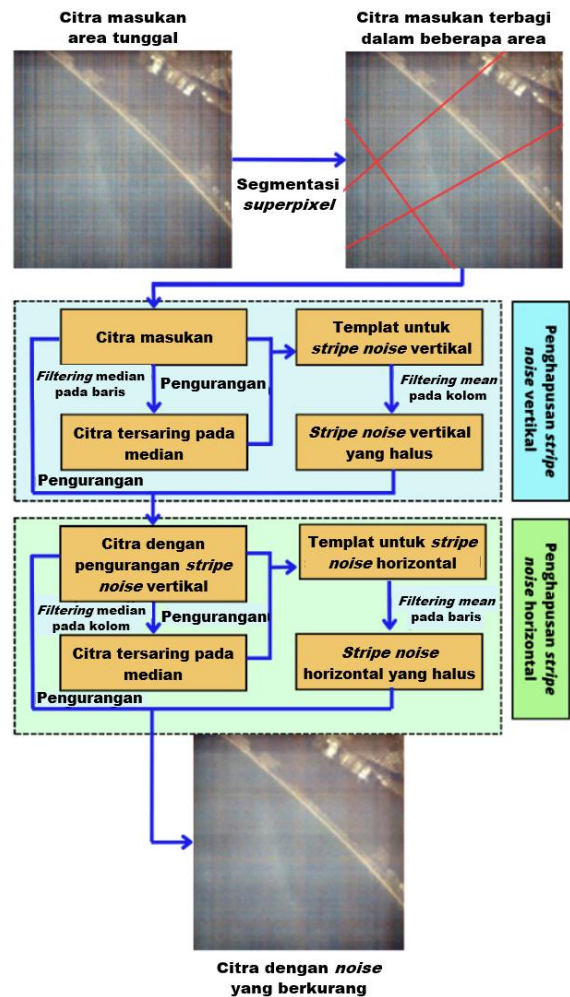 Citra masukan
area tunggal
Citra masukan terbagi
dalam beberapa area
Segmentasi
superpixel
Citra masukan
Templat untuk
stripe noise vertikal
Filtering median
pada baris
Pengurangan
Filtering mean
pada kolom
Citra tersaring pada
median
Stripe noise vertikal
yang halus
Pengurangan
Penghapusan stripe
noise vertikal
Citra dengan
pengurangan stripe
noise vertikal
Templat untuk stripe
noise horizontal
Filtering median
pada kolom
Pengurangan
Filtering mean
pada baris
Citra tersaring pada
median
Stripe noise
horizontal yang halus
Pengurangan
Penghapusan stripe
noise horizontal
Citra dengan noise
yang berkurang